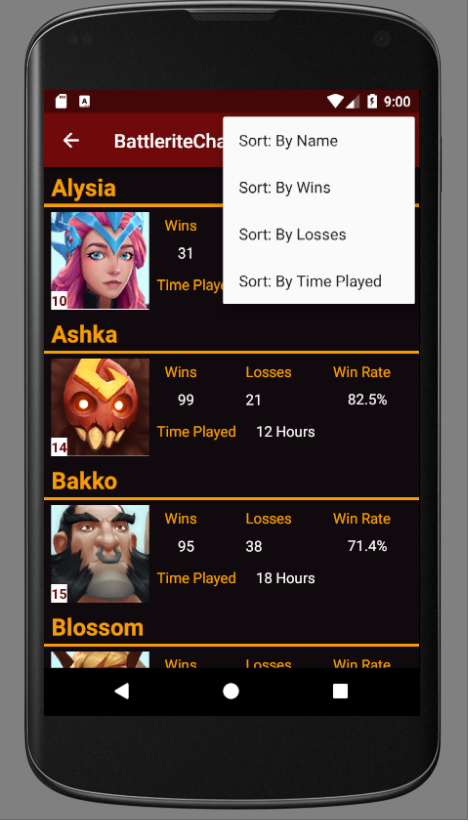 9:00
BattleriteCha
Sort: By Name
Sort: By Wins
Sort: By Losses
Sort: By Time Played
Alysia
Wins
31
Time Playe
10
Ashka
Wins Losses Win Rate
99 21 82.5%
Time Played 12 Hours
14
Bakko
Wins Losses Win Rate
95 38 71.4%
Time Played 18 Hours
15
Blossom
Wins Losses Win Rate